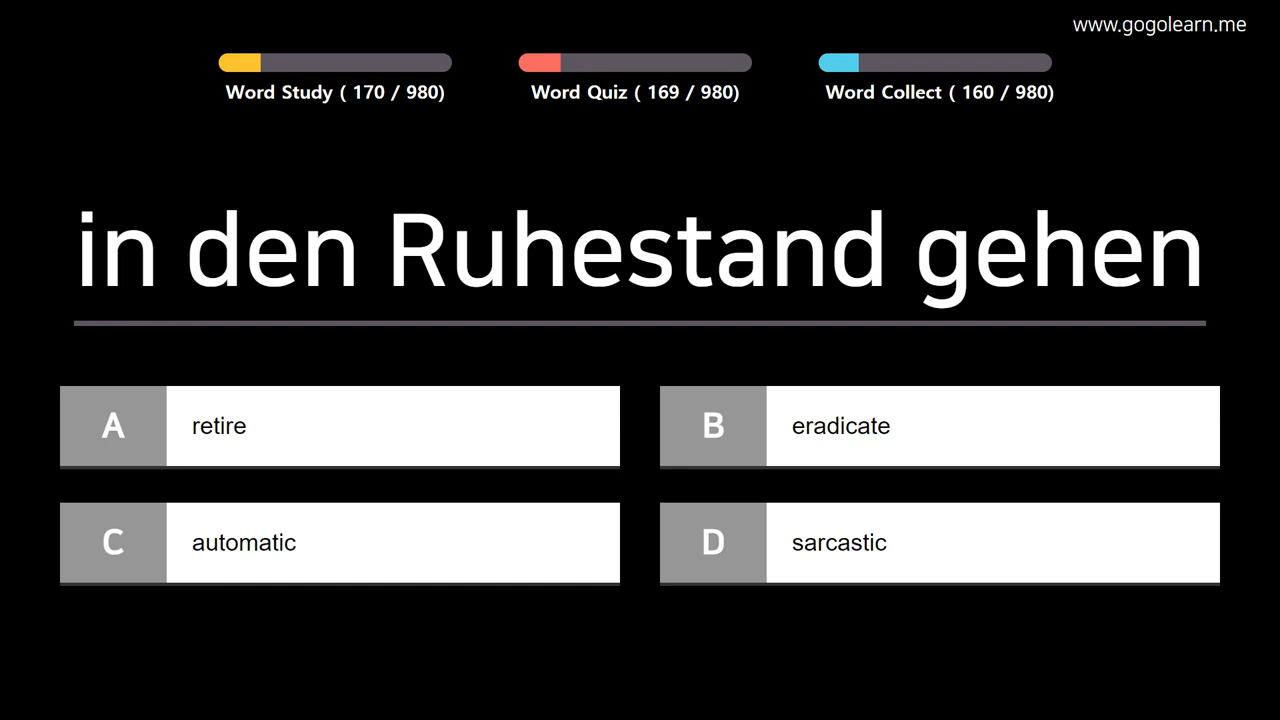 www.gogolearn.me
Word Study ( 170 / 980)
Word Quiz ( 169 / 980)
Word Collect ( 160 / 980)
in den Ruhestand gehen
A retire
B eradicate
C automatic
D sarcastic